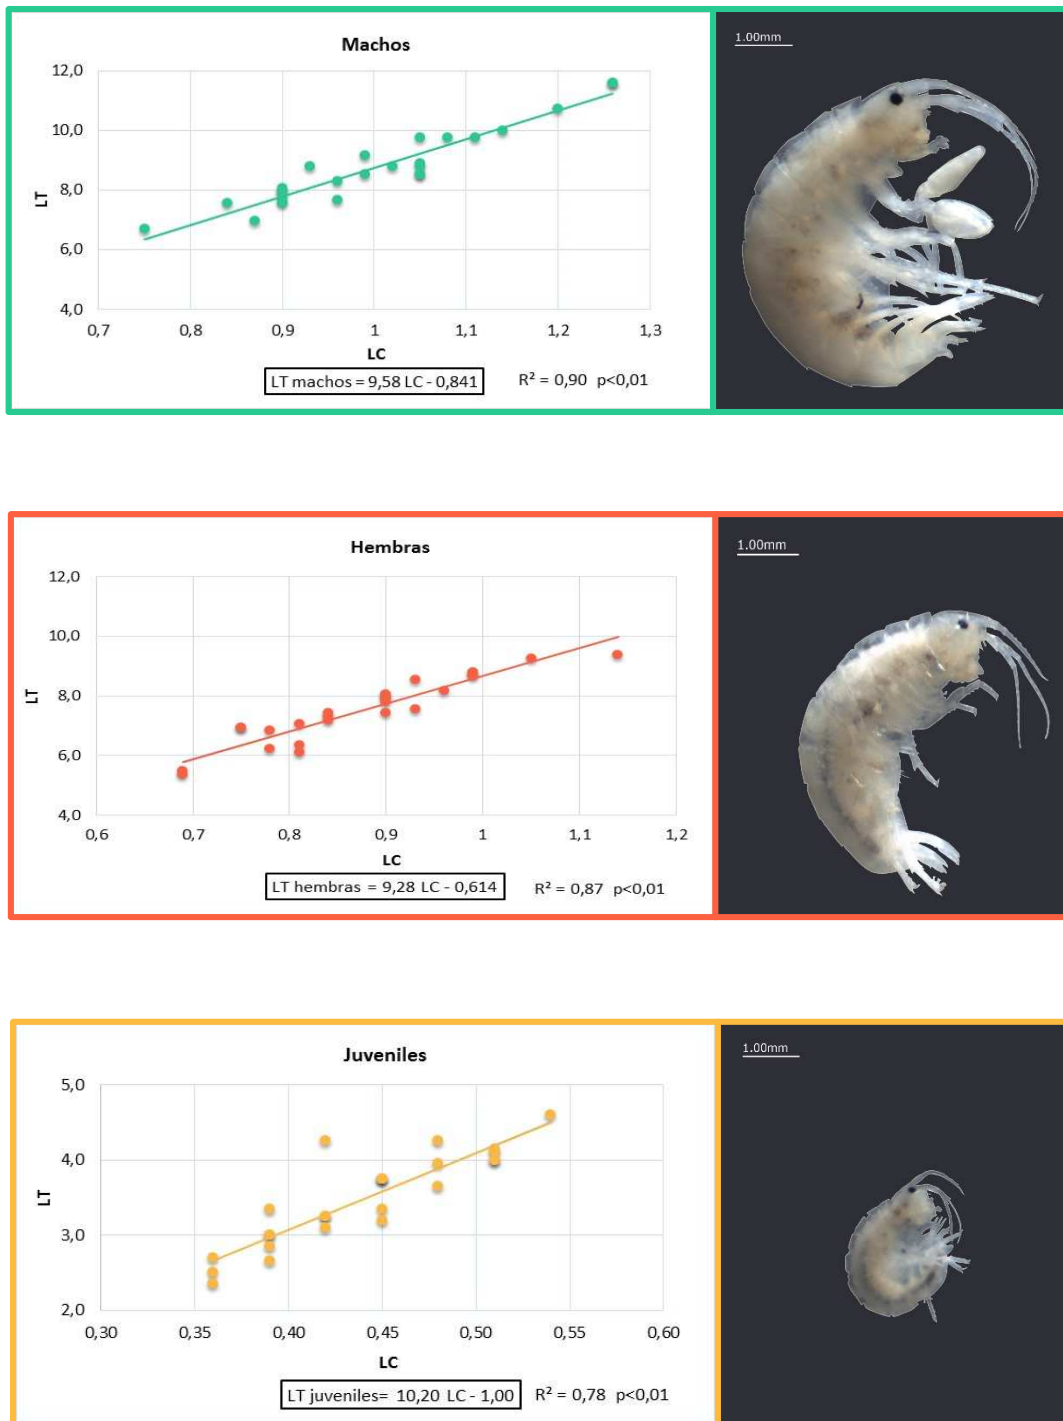 Machos
1.00mm
12,0
10,0
8,0
6,0
4,0
LT
0,7 0,8 0,9 1 1,1 1,2 1,3
LC
LT machos = 9,58 LC - 0,841 R² = 0,90 p<0,01
Hembras
1.00mm
12,0
10,0
8,0
6,0
4,0
LT
0,6 0,7 0,8 0,9 1 1,1 1,2
LC
LT hembras = 9,28 LC - 0,614 R² = 0,87 p<0,01
Juveniles
1.00mm
5,0
4,0
3,0
2,0
LT
0,30 0,35 0,40 0,45 0,50 0,55 0,60
LC
LT juveniles= 10,20 LC - 1,00 R² = 0,78 p<0,01